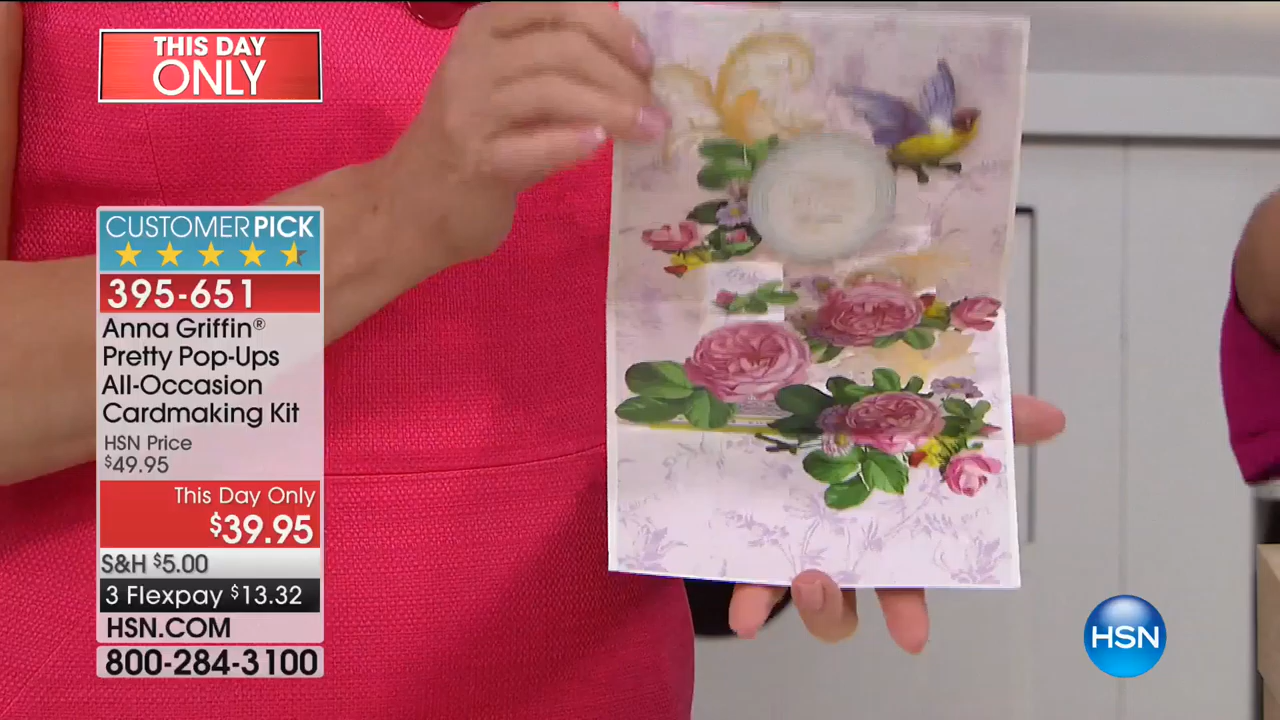 THIS DAY
ONLY
CUSTOMER PICK
395-651
Anna Griffin®
Pretty Pop-Ups
All-Occasion
Cardmaking Kit
HSN Price
$49.95
This Day Only
$39.95
S&H $5.00
3 Flexpay $13.32
HSN.COM
800-284-3100
HSN